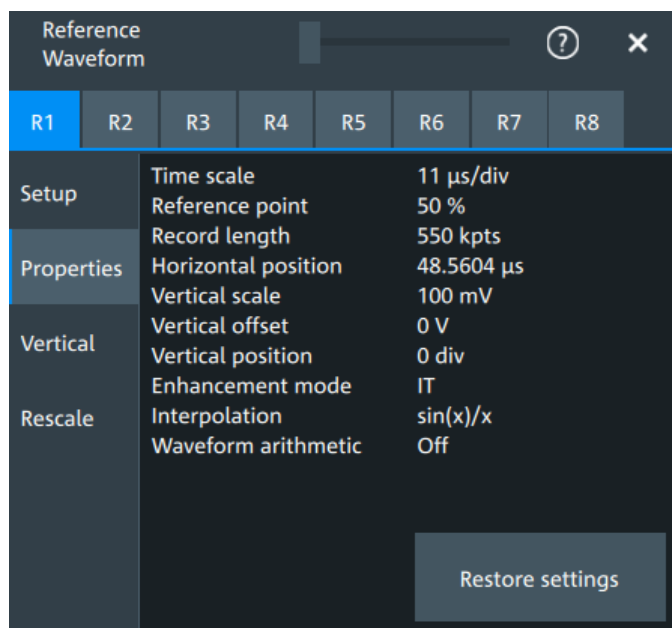 Reference
Waveform
?
R1 R2 R3 R4 R5 R6 R7 R8
Setup
Properties
Vertical
Rescale
Time scale 11 µs/div
Reference point 50 %
Record length 550 kpts
Horizontal position 48.5604 µs
Vertical scale 100 mV
Vertical offset 0 V
Vertical position 0 div
Enhancement mode IT
Interpolation sin(x)/x
Waveform arithmetic Off
Restore settings